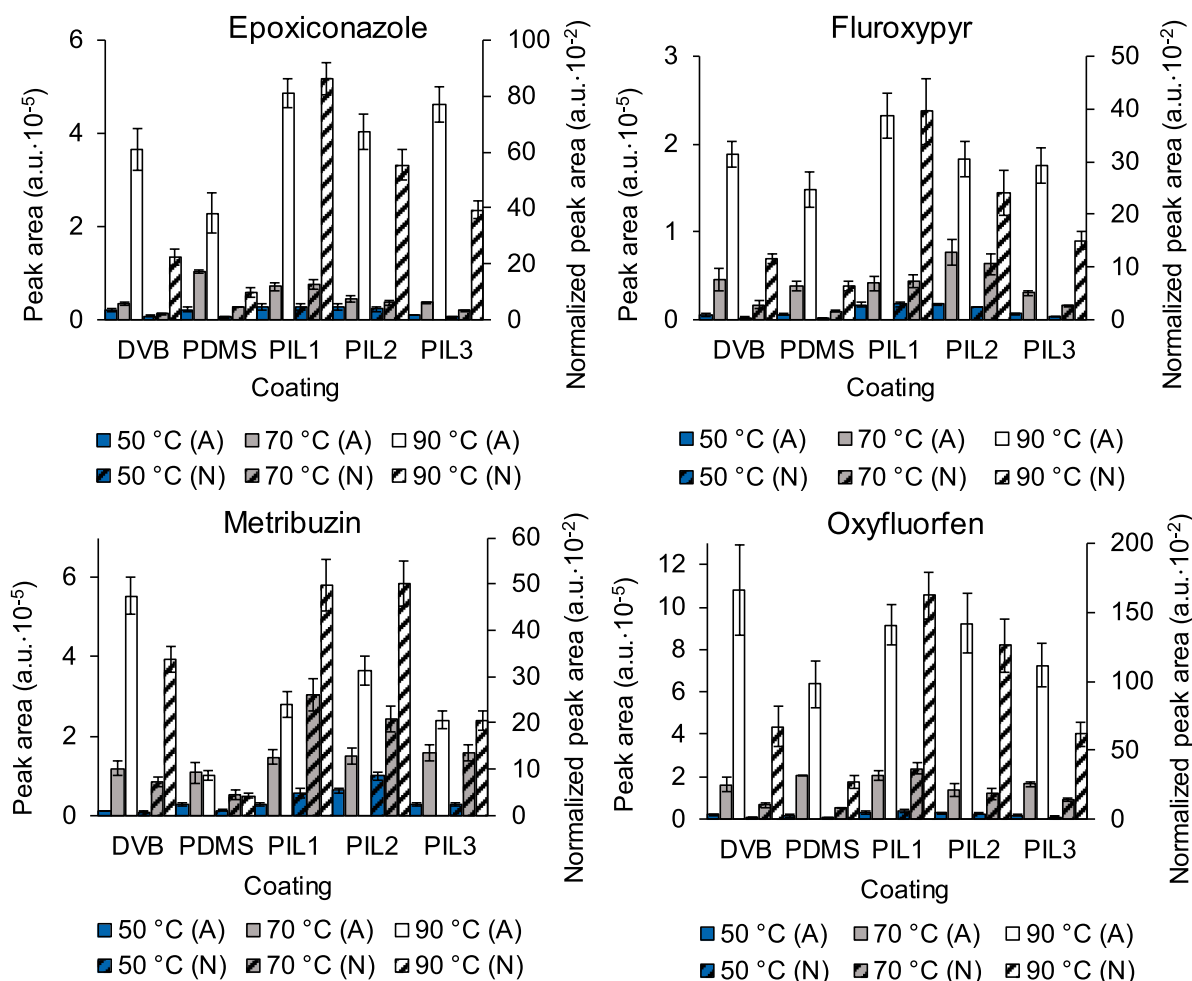 Epoxiconazole
Peak area (a.u.·10⁻⁵)
6
4
2
0
100
80
60
40
20
0
Normalized peak area (a.u.·10⁻²)
DVB PDMS PIL1 PIL2 PIL3
Coating
50 °C (A) 70 °C (A) 90 °C (A)
50 °C (N) 70 °C (N) 90 °C (N)
Fluroxypyr
Peak area (a.u.·10⁻⁵)
3
2
1
0
50
40
30
20
10
0
Normalized peak area (a.u.·10⁻²)
DVB PDMS PIL1 PIL2 PIL3
Coating
50 °C (A) 70 °C (A) 90 °C (A)
50 °C (N) 70 °C (N) 90 °C (N)
Metribuzin
Peak area (a.u.·10⁻⁵)
6
4
2
0
60
50
40
30
20
10
0
Normalized peak area (a.u.·10⁻²)
DVB PDMS PIL1 PIL2 PIL3
Coating
50 °C (A) 70 °C (A) 90 °C (A)
50 °C (N) 70 °C (N) 90 °C (N)
Oxyfluorfen
Peak area (a.u.·10⁻⁵)
12
10
8
6
4
2
0
200
150
100
50
0
Normalized peak area (a.u.·10⁻²)
DVB PDMS PIL1 PIL2 PIL3
Coating
50 °C (A) 70 °C (A) 90 °C (A)
50 °C (N) 70 °C (N) 90 °C (N)